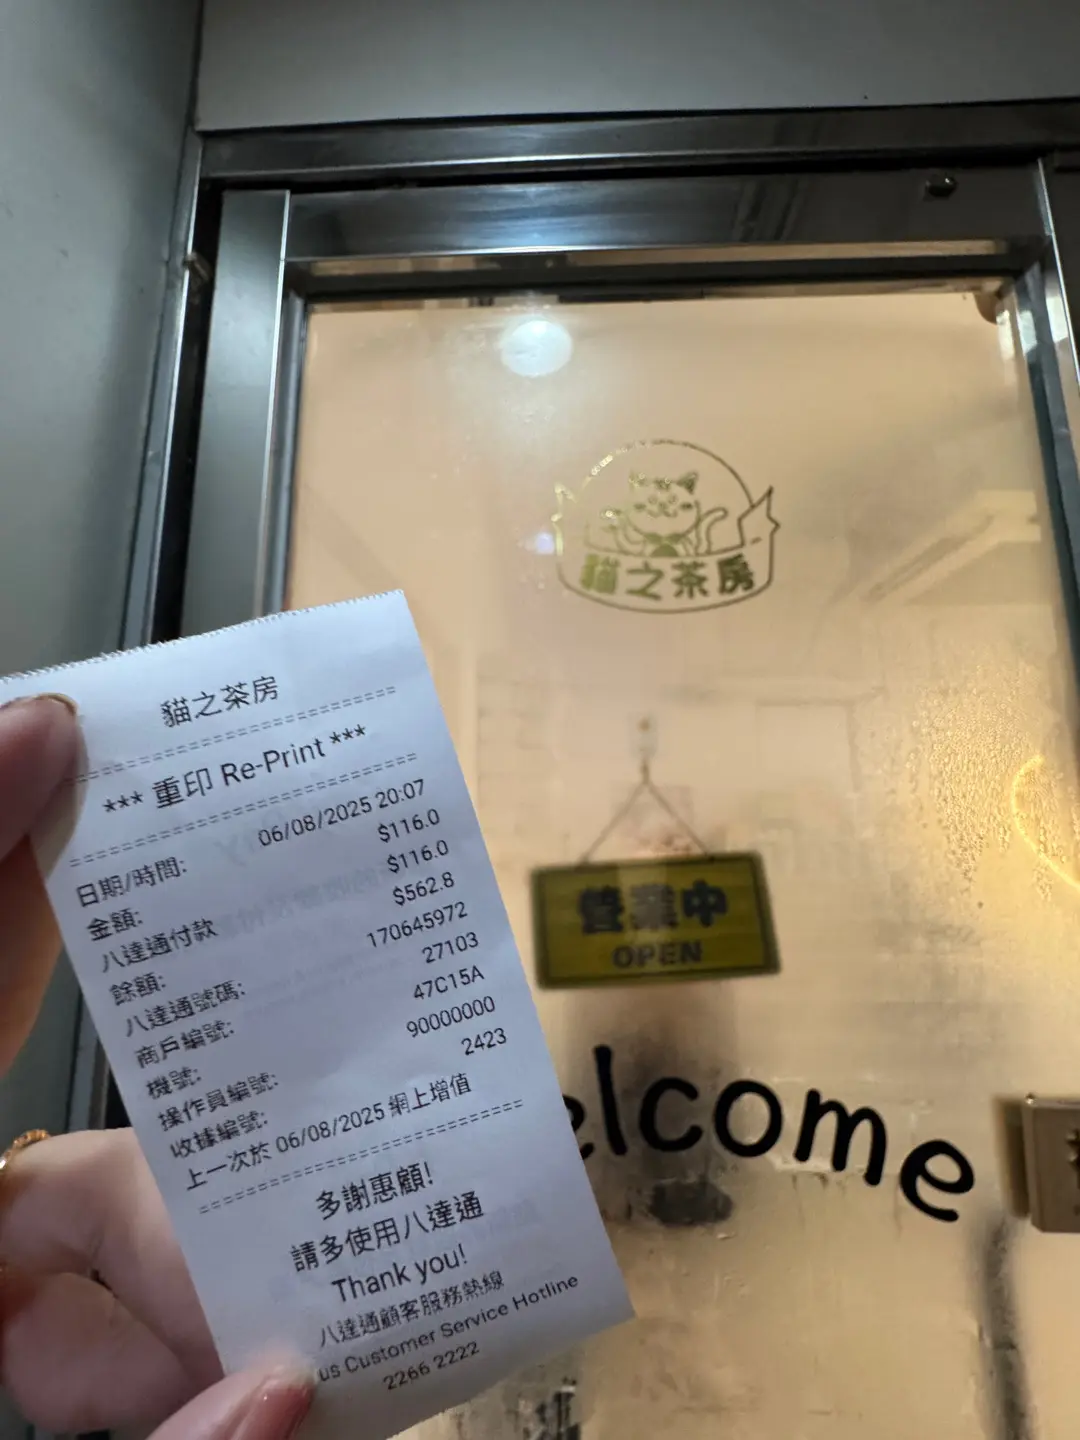 貓之茶房
貓之茶房
==============================
*** 重印 Re-Print ***
==============================
日期/時間: 06/08/2025 20:07
金額: $116.0
八達通付款 $116.0
餘額: $562.8
八達通號碼: 170645972
商戶編號: 27103
機號: 47C15A
操作員編號: 90000000
收據編號: 2423
上一次於 06/08/2025 網上增值
==============================
多謝惠顧!
請多使用八達通
Thank you!
八達通顧客服務熱線
us Customer Service Hotline
2266 2222
營業中
OPEN
elcome